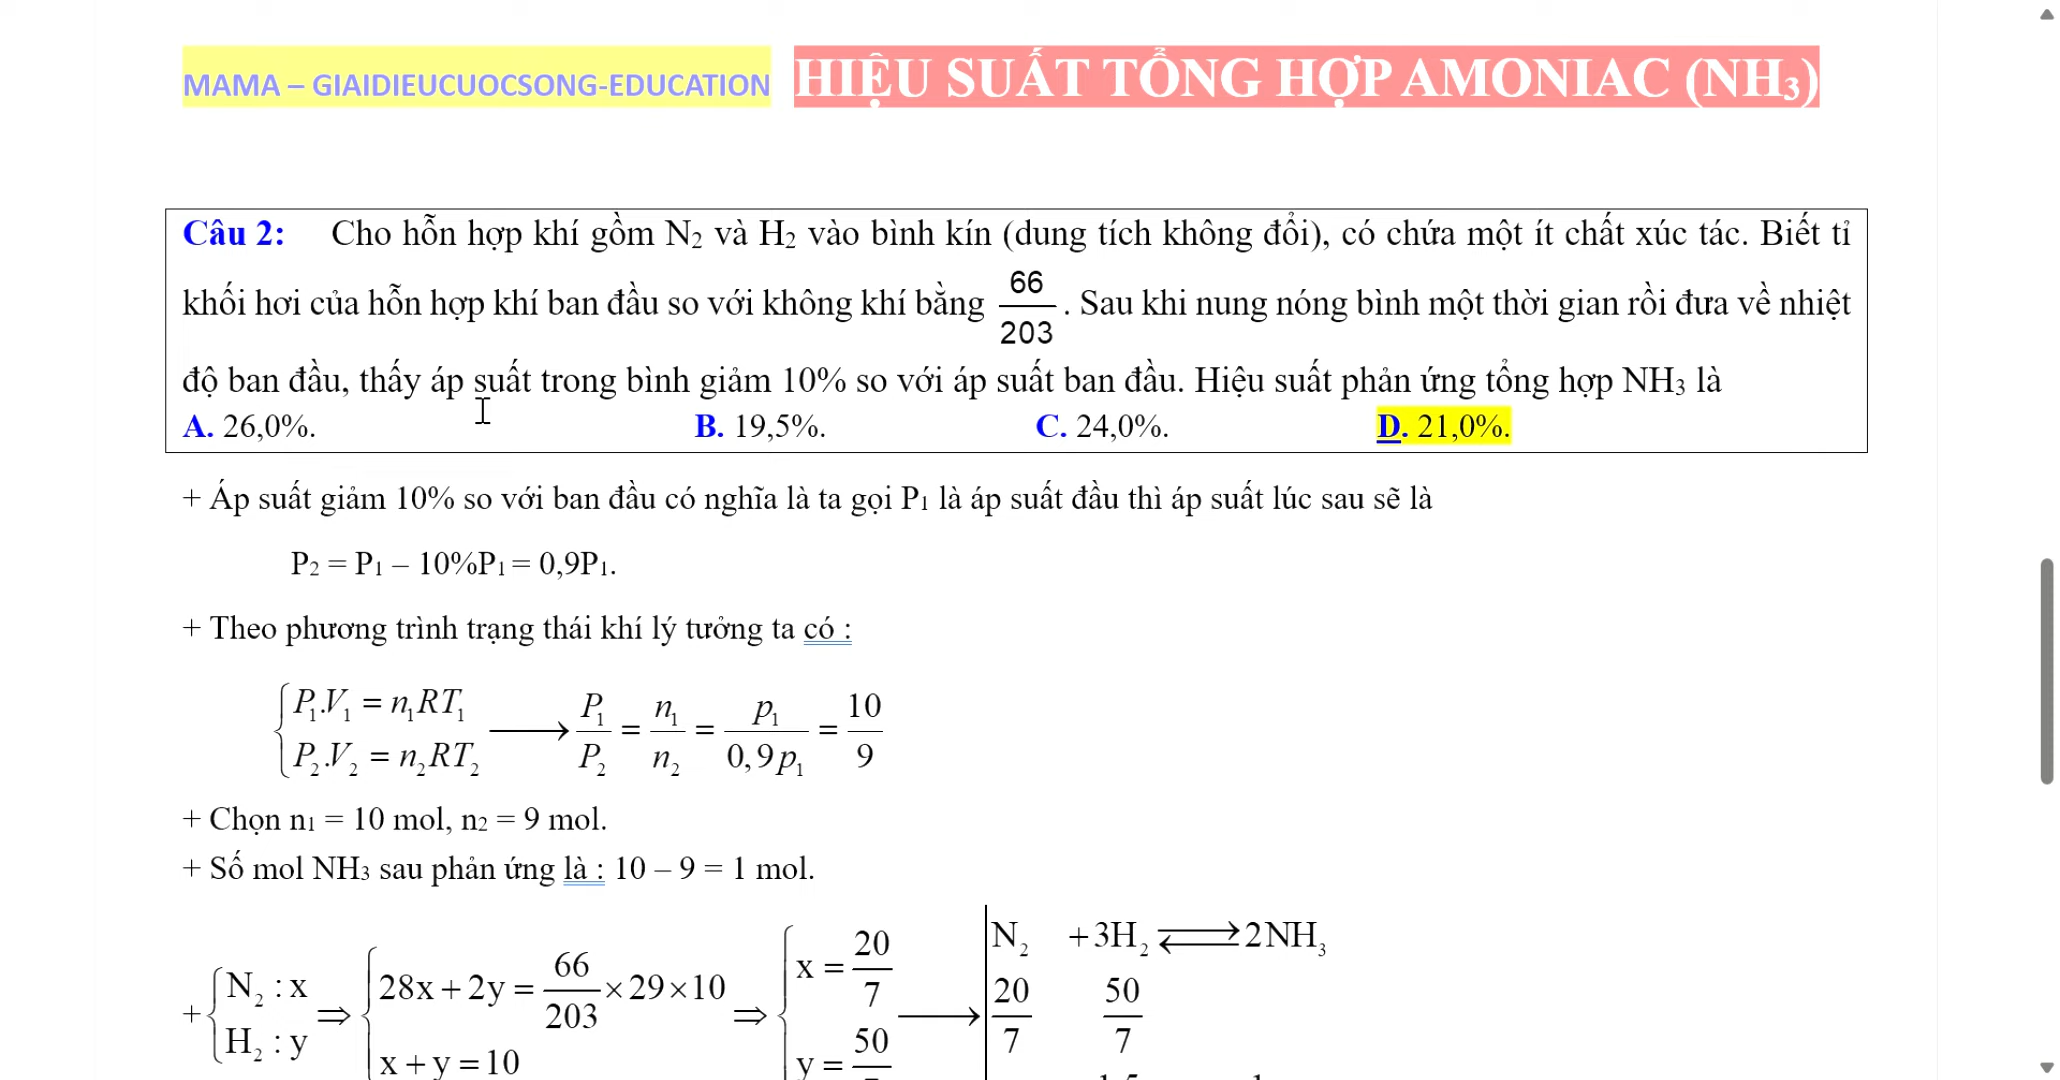 MAMA – GIAIDIEUCUOCSONG-EDUCATION HIỆU SUẤT TỔNG HỢP AMONIAC (NH₃)
Câu 2: Cho hỗn hợp khí gồm N₂ và H₂ vào bình kín (dung tích không đổi), có chứa một ít chất xúc tác. Biết tỉ
khối hơi của hỗn hợp khí ban đầu so với không khí bằng 66/203. Sau khi nung nóng bình một thời gian rồi đưa về nhiệt
độ ban đầu, thấy áp suất trong bình giảm 10% so với áp suất ban đầu. Hiệu suất phản ứng tổng hợp NH₃ là
A. 26,0%. B. 19,5%. C. 24,0%. D. 21,0%.
+ Áp suất giảm 10% so với ban đầu có nghĩa là ta gọi P₁ là áp suất đầu thì áp suất lúc sau sẽ là
P₂ = P₁ – 10%P₁ = 0,9P₁.
+ Theo phương trình trạng thái khí lý tưởng ta có :
{P₁.V₁ = n₁RT₁
P₂.V₂ = n₂RT₂ ⟶ P₁/P₂ = n₁/n₂ = p₁/0,9p₁ = 10/9
+ Chọn n₁ = 10 mol, n₂ = 9 mol.
+ Số mol NH₃ sau phản ứng là : 10 – 9 = 1 mol.
+ {N₂ : x ⇒ {28x + 2y = 66/203 × 29 × 10 ⇒ {x = 20/7 ⟶ N₂ + 3H₂ ⇌ 2NH₃
H₂ : y x + y = 10 y = 50 20/7 50/7